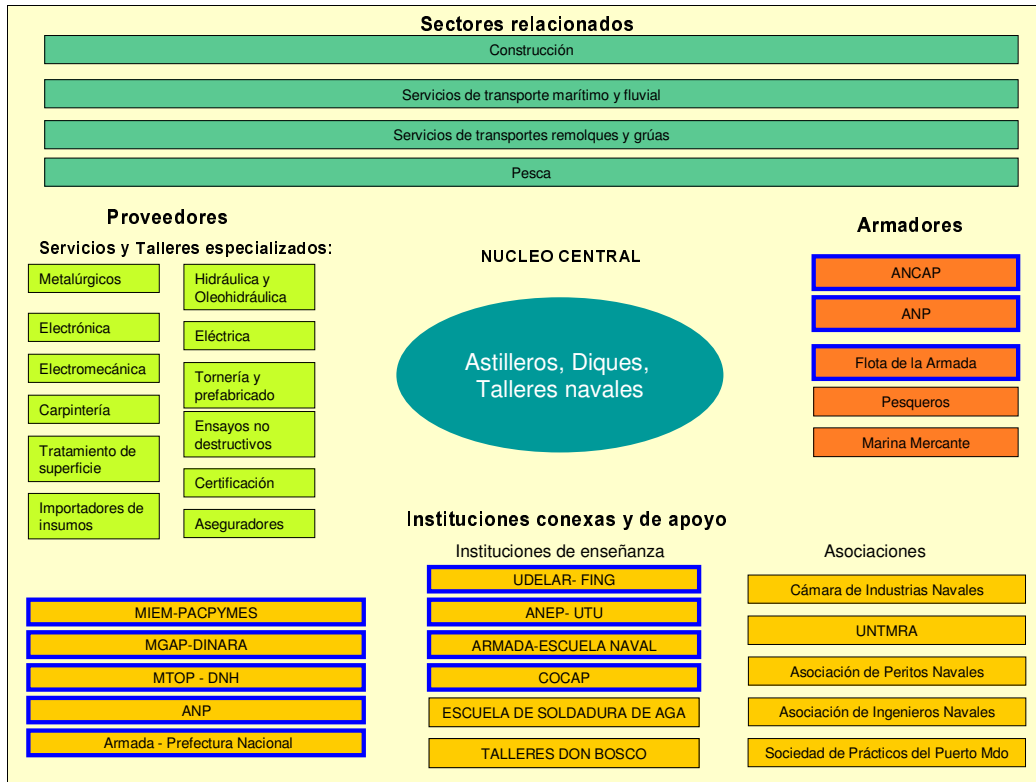 Sectores relacionados
Construcción
Servicios de transporte marítimo y fluvial
Servicios de transportes remolques y grúas
Pesca
Proveedores
Servicios y Talleres especializados:
Metalúrgicos
Electrónica
Electromecánica
Carpintería
Tratamiento de
superficie
Importadores de
insumos
Hidráulica y
Oleohidráulica
Eléctrica
Tornería y
prefabricado
Ensayos no
destructivos
Certificación
Aseguradores
NUCLEO CENTRAL
Astilleros, Diques,
Talleres navales
Armadores
ANCAP
ANP
Flota de la Armada
Pesqueros
Marina Mercante
Instituciones conexas y de apoyo
MIEM-PACPYMES
MGAP-DINARA
MTOP - DNH
ANP
Armada - Prefectura Nacional
Instituciones de enseñanza
UDELAR- FING
ANEP- UTU
ARMADA-ESCUELA NAVAL
COCAP
ESCUELA DE SOLDADURA DE AGA
TALLERES DON BOSCO
Asociaciones
Cámara de Industrias Navales
UNTMRA
Asociación de Peritos Navales
Asociación de Ingenieros Navales
Sociedad de Prácticos del Puerto Mdo